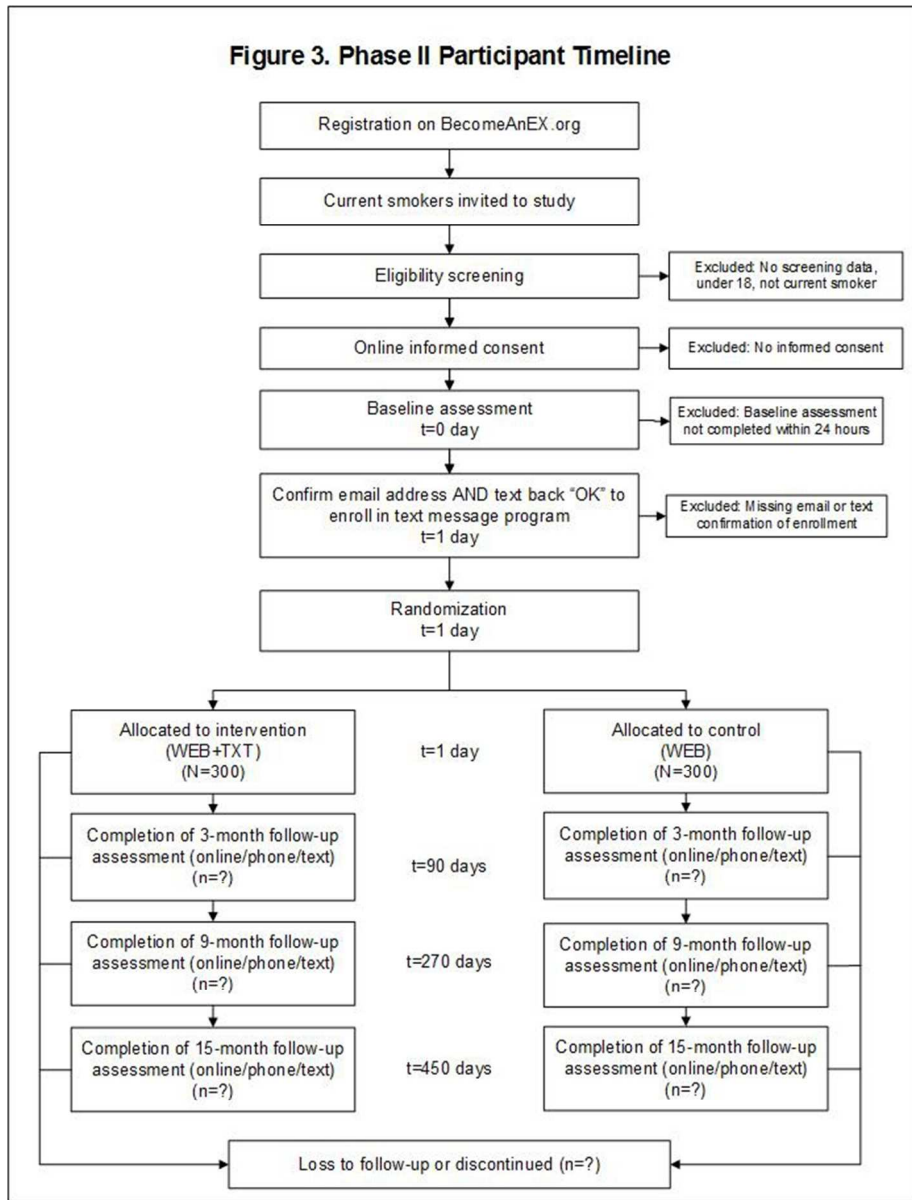 Figure 3. Phase II Participant Timeline
Registration on BecomeAnEX.org
Current smokers invited to study
Eligibility screening
Excluded: No screening data,
under 18, not current smoker
Online informed consent
Excluded: No informed consent
Baseline assessment
t=0 day
Excluded: Baseline assessment
not completed within 24 hours
Confirm email address AND text back “OK” to
enroll in text message program
t=1 day
Excluded: Missing email or text
confirmation of enrollment
Randomization
t=1 day
Allocated to intervention
(WEB+TXT)
(N=300)
t=1 day
Allocated to control
(WEB)
(N=300)
Completion of 3-month follow-up
assessment (online/phone/text)
(n=?)
t=90 days
Completion of 3-month follow-up
assessment (online/phone/text)
(n=?)
Completion of 9-month follow-up
assessment (online/phone/text)
(n=?)
t=270 days
Completion of 9-month follow-up
assessment (online/phone/text)
(n=?)
Completion of 15-month follow-up
assessment (online/phone/text)
(n=?)
t=450 days
Completion of 15-month follow-up
assessment (online/phone/text)
(n=?)
Loss to follow-up or discontinued (n=?)